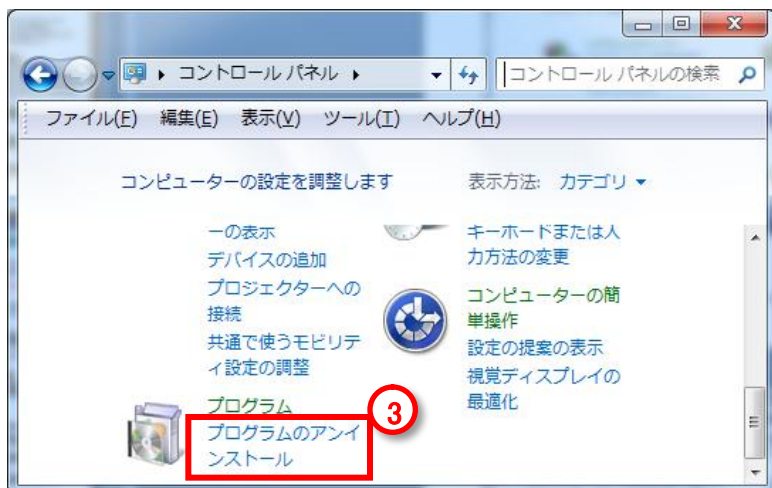 コントロール パネル
コントロール パネルの検索
ファイル(F) 編集(E) 表示(V) ツール(T) ヘルプ(H)
コンピューターの設定を調整します
表示方法: カテゴリ
ーの表示
デバイスの追加
プロジェクターへの
接続
共通で使うモビリテ
ィ設定の調整
プログラム
プログラムのアンイ
ンストール
3
キーボードまたは入
力方法の変更
コンピューターの簡
単操作
設定の提案の表示
視覚ディスプレイの
最適化